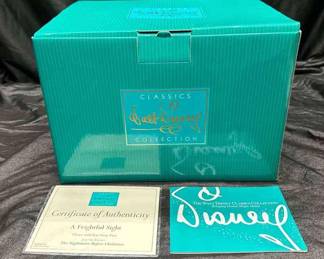 CLASSICS
Walt Disney
COLLECTION
Certificate of Authenticity
A Frightful Sight
The Nightmare Before Christmas
THE WALT DISNEY CLASSICS COLLECTION
Disney